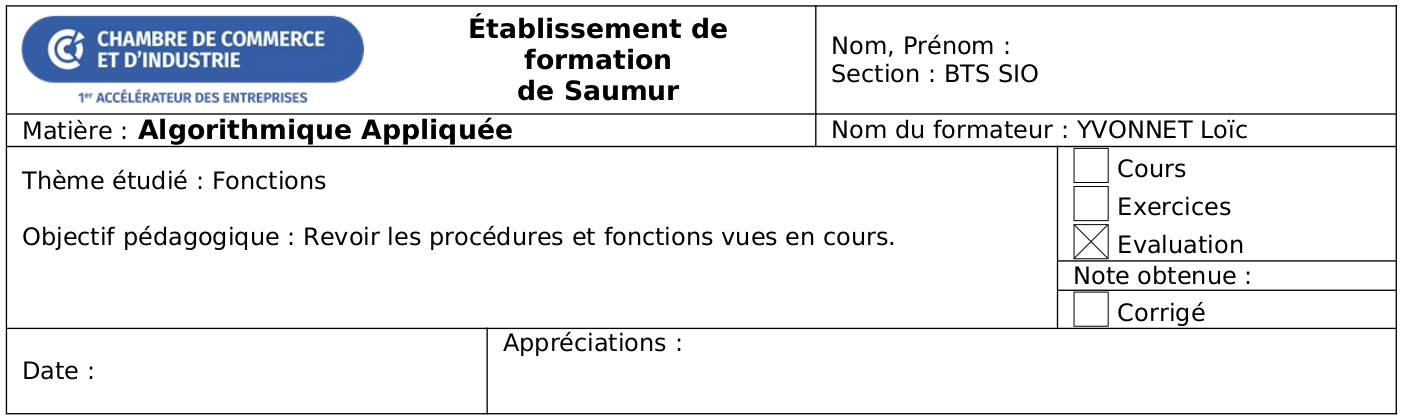 CHAMBRE DE COMMERCE
ET D'INDUSTRIE
1er ACCÉLÉRATEUR DES ENTREPRISES
Établissement de
formation
de Saumur
Nom, Prénom :
Section : BTS SIO
Matière : Algorithmique Appliquée
Nom du formateur : YVONNET Loïc
Thème étudié : Fonctions
Objectif pédagogique : Revoir les procédures et fonctions vues en cours.
Cours
Exercices
Evaluation
Note obtenue :
Corrigé
Date :
Appréciations :